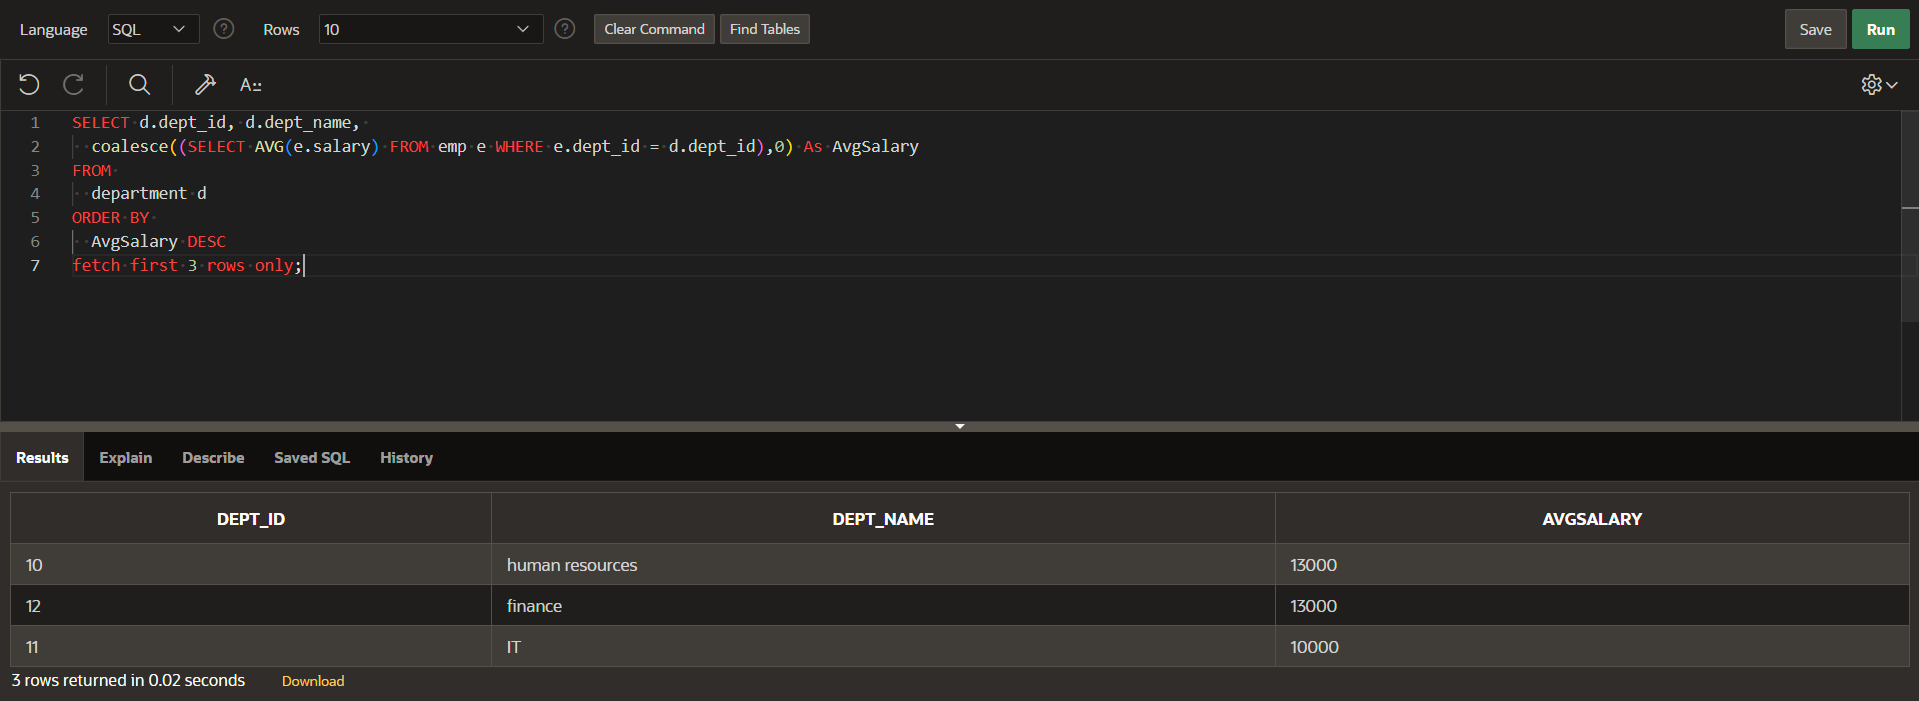 Language SQL Rows 10 Clear Command Find Tables Save Run
A::
1 SELECT d.dept_id, d.dept_name,
2 coalesce((SELECT AVG(e.salary) FROM emp e WHERE e.dept_id = d.dept_id),0) As AvgSalary
3 FROM
4 department d
5 ORDER BY
6 AvgSalary DESC
7 fetch first 3 rows only;
Results Explain Describe Saved SQL History
DEPT_ID DEPT_NAME AVGSALARY
10 human resources 13000
12 finance 13000
11 IT 10000
3 rows returned in 0.02 seconds Download